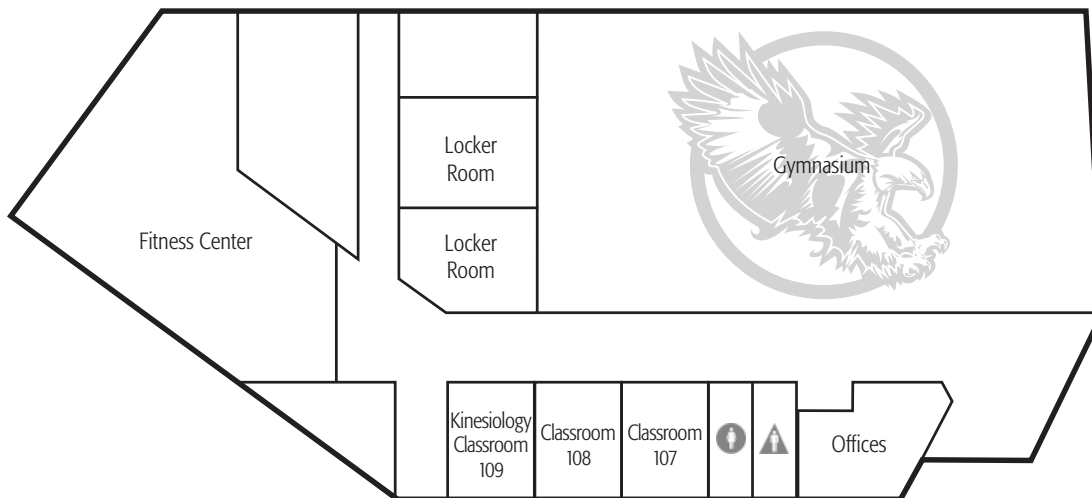 Locker
Room
Gymnasium
Fitness Center
Locker
Room
Kinesiology
Classroom
109
Classroom
108
Classroom
107
Offices